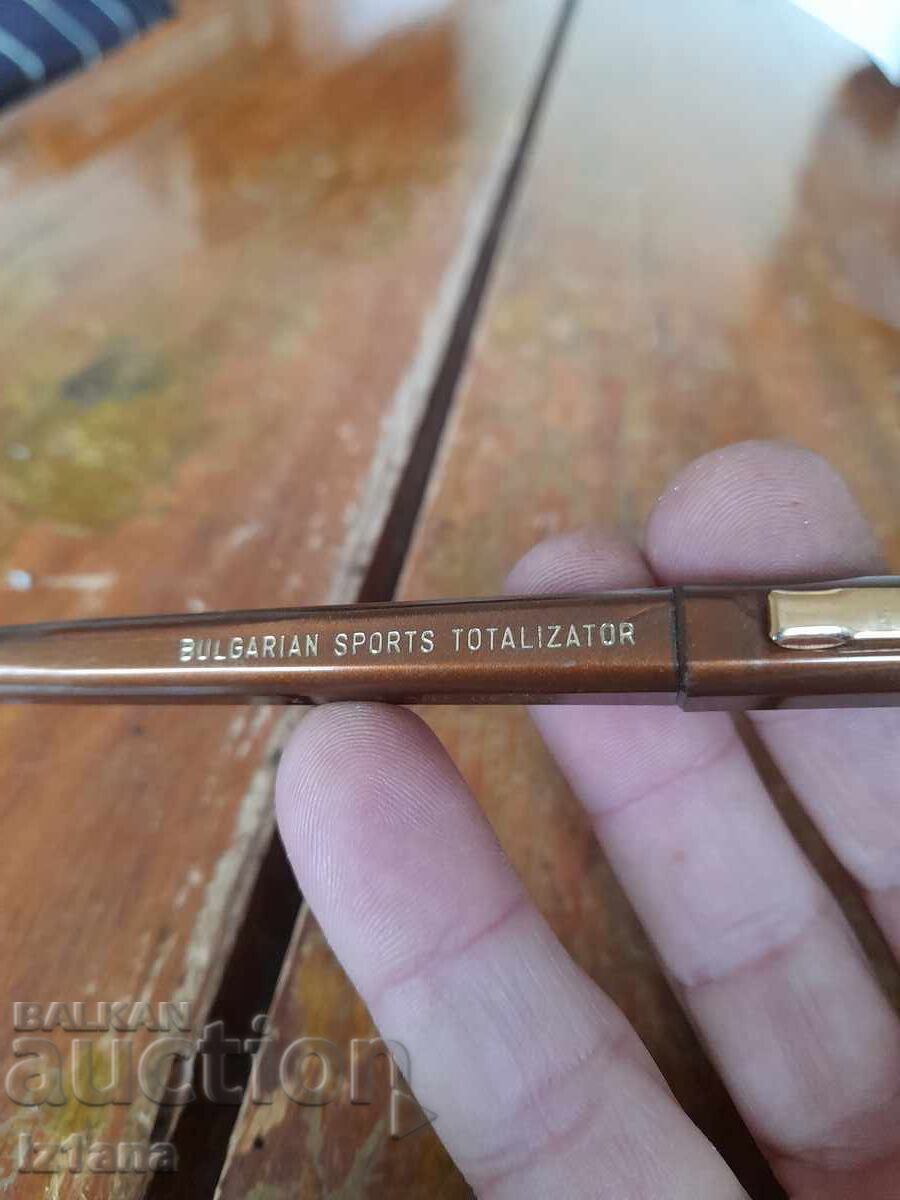 BULGARIAN SPORTS TOTALIZATOR
BALKAN
auction
iz1ana